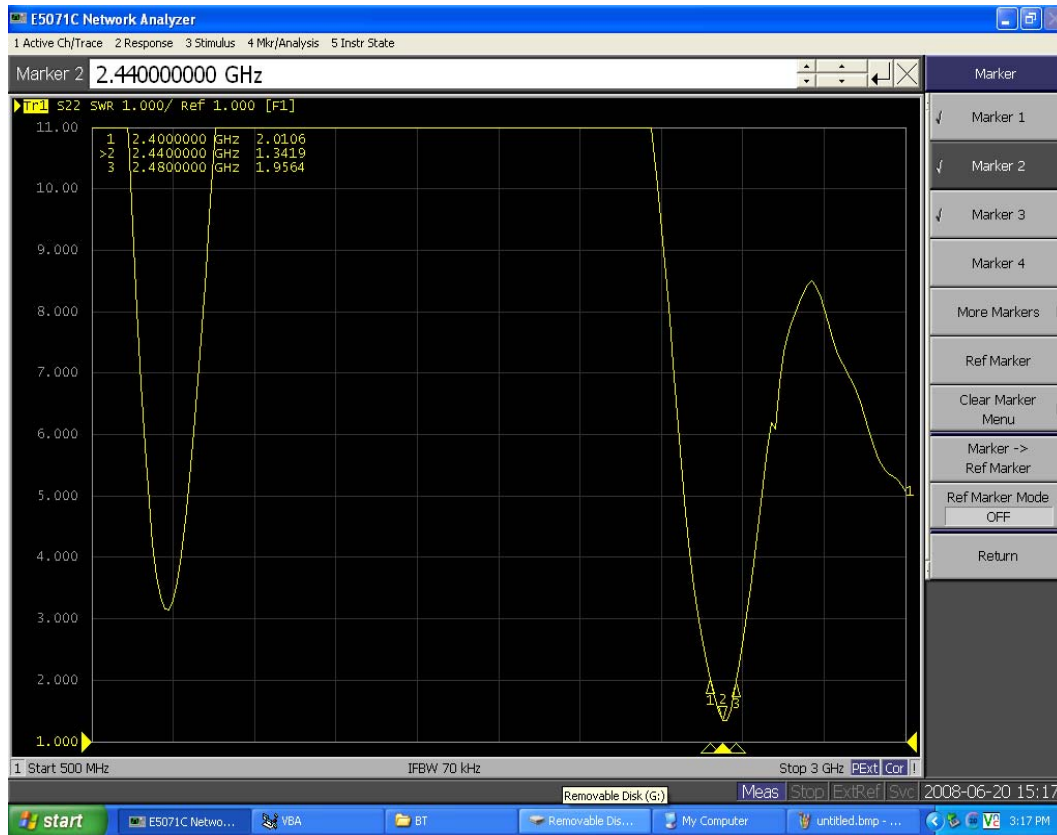 E5071C Network Analyzer
1 Active Ch/Trace 2 Response 3 Stimulus 4 Mkr/Analysis 5 Instr State
Marker 2 2.440000000 GHz
Tr1 S22 SWR 1.000/ Ref 1.000 [F1]
11.00
1 2.4000000 GHz 2.0106
>2 2.4400000 GHz 1.3419
3 2.4800000 GHz 1.9564
10.00
9.000
8.000
7.000
6.000
5.000
4.000
3.000
2.000
1.000
1
1 2 3
1 Start 500 MHz IFBW 70 kHz Stop 3 GHz PExt Cor !
Marker
√ Marker 1
√ Marker 2
√ Marker 3
Marker 4
More Markers
Ref Marker
Clear Marker
Menu
Marker ->
Ref Marker
Ref Marker Mode
OFF
Return
Removable Disk (G:)
Meas Stop ExtRef Svc 2008-06-20 15:17
start E5071C Netwo... VBA BT Removable Dis... My Computer untitled.bmp - ... 3:17 PM